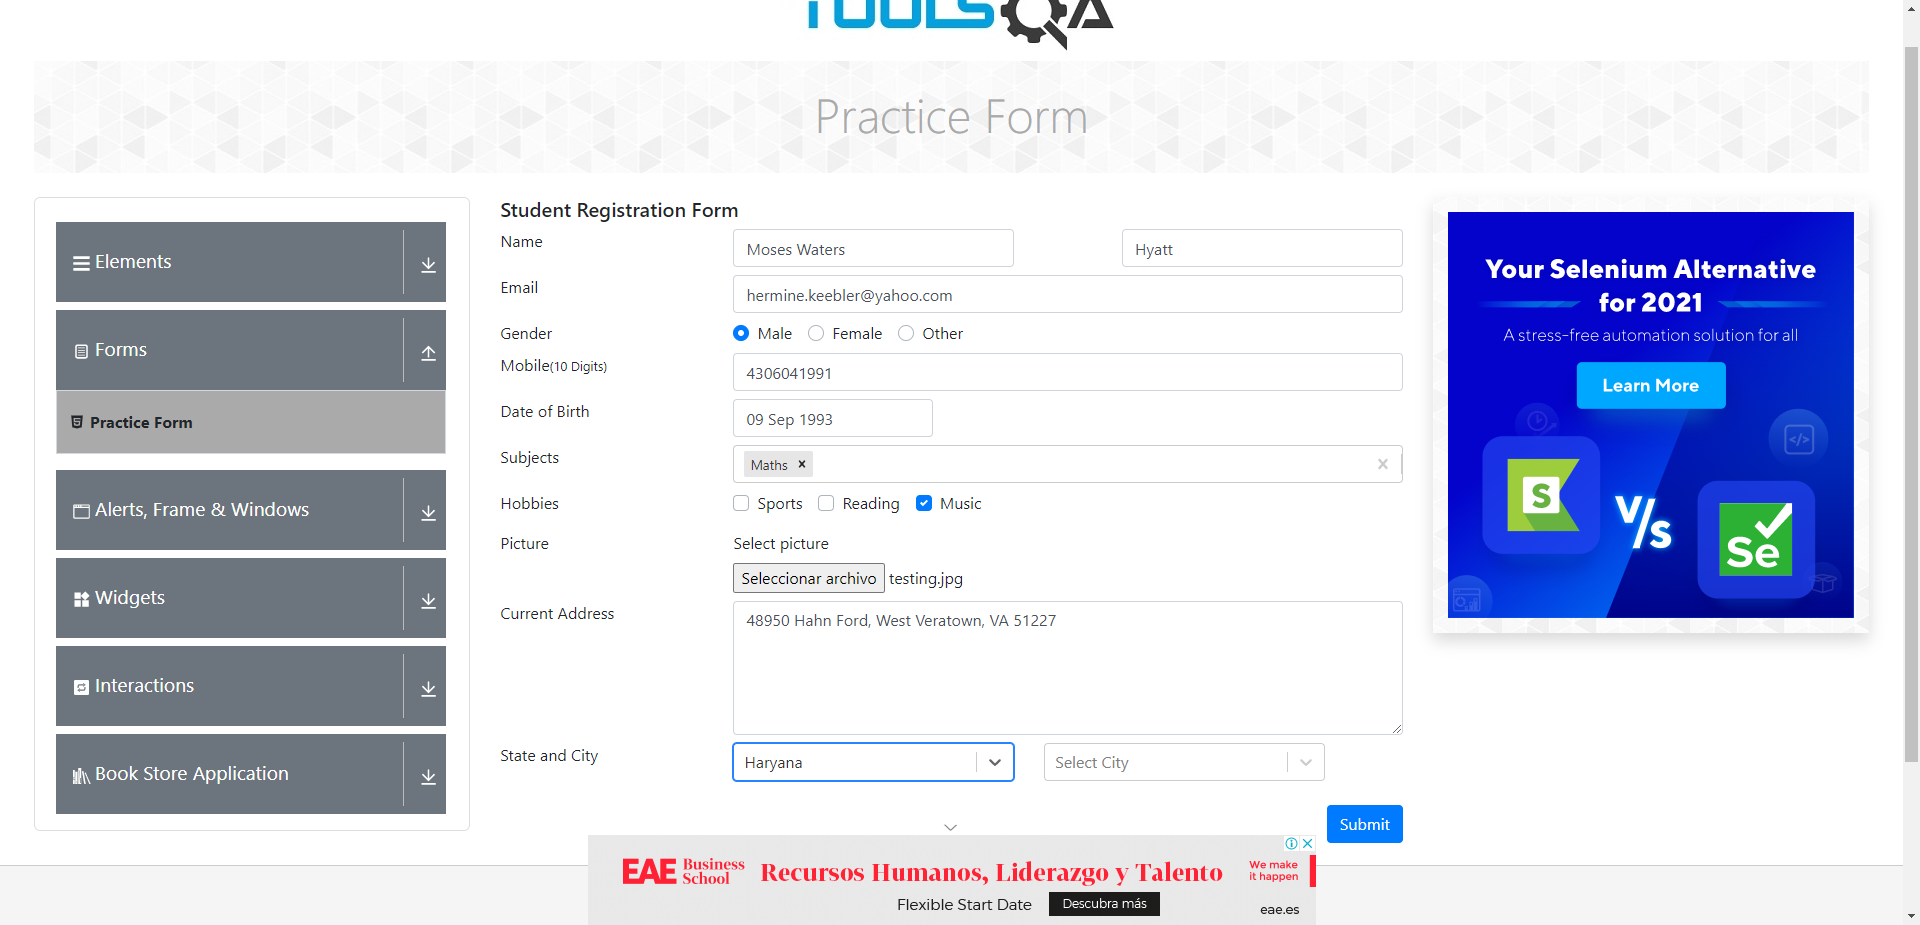 TOOLSQA
Practice Form
Elements
Forms
Practice Form
Alerts, Frame & Windows
Widgets
Interactions
Book Store Application
Student Registration Form
Name
Moses Waters
Hyatt
Email
hermine.keebler@yahoo.com
Gender
Male
Female
Other
Mobile(10 Digits)
4306041991
Date of Birth
09 Sep 1993
Subjects
Maths
Hobbies
Sports
Reading
Music
Picture
Select picture
Seleccionar archivo testing.jpg
Current Address
48950 Hahn Ford, West Veratown, VA 51227
State and City
Haryana
Select City
Submit
Your Selenium Alternative
for 2021
A stress-free automation solution for all
Learn More
S
V/s
Se
EAE Business
School
Recursos Humanos, Liderazgo y Talento
Flexible Start Date
Descubra más
We make
it happen
eae.es